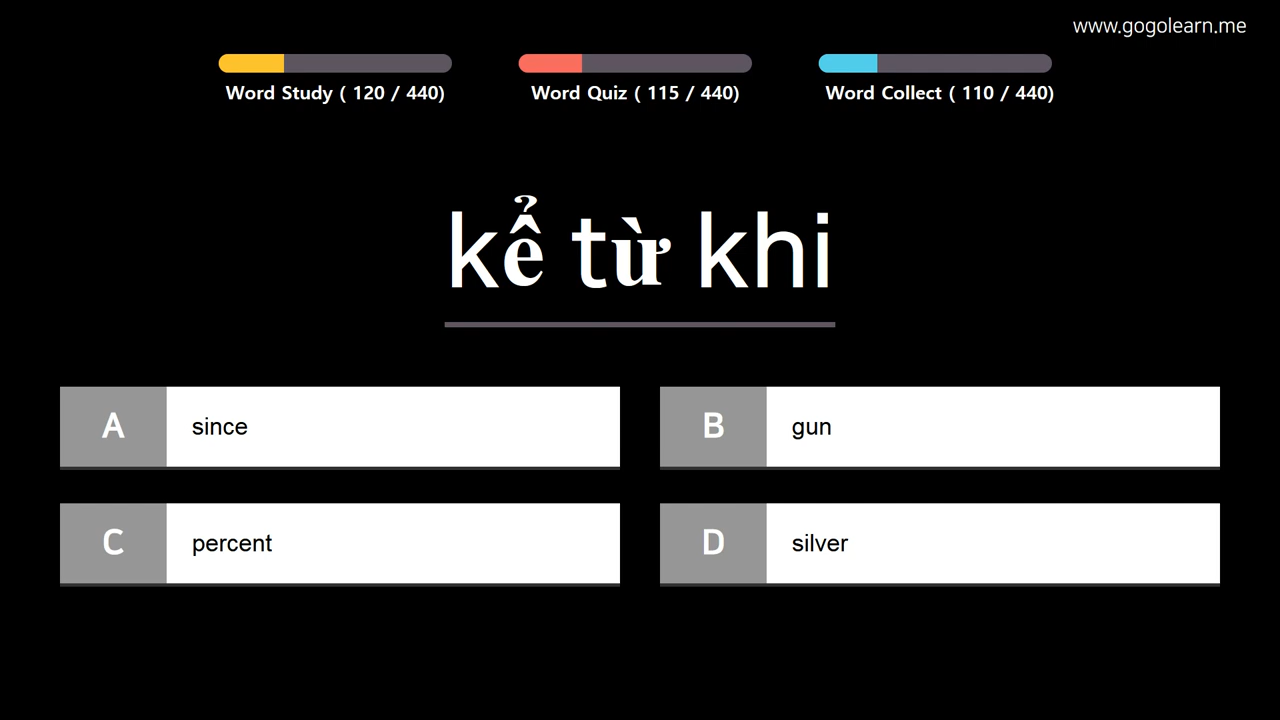 www.gogolearn.me
Word Study ( 120 / 440)
Word Quiz ( 115 / 440)
Word Collect ( 110 / 440)
kể từ khi
A
since
B
gun
C
percent
D
silver